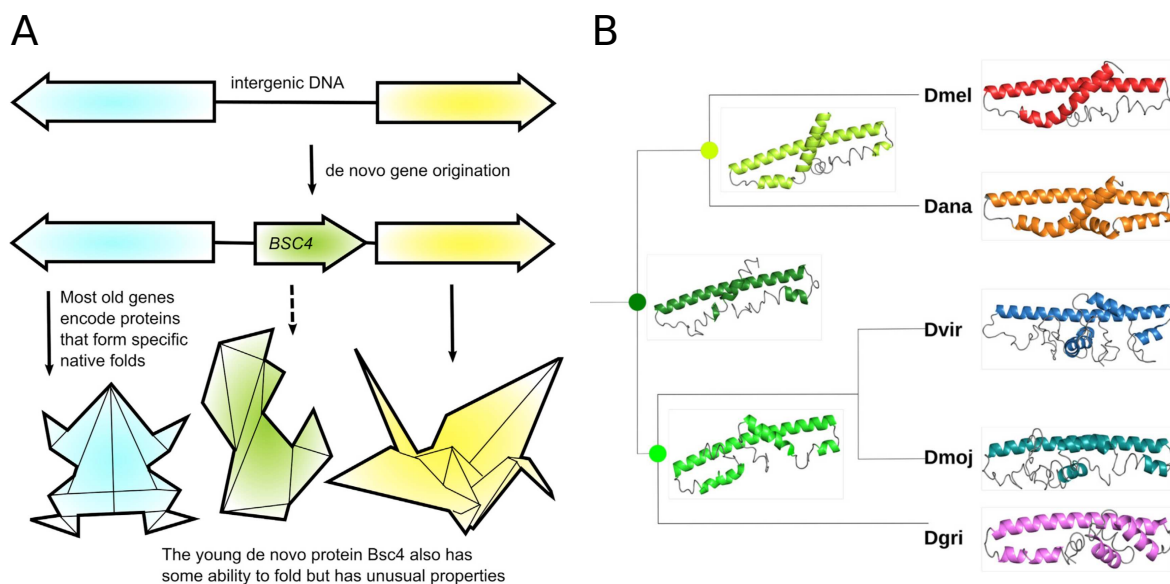 A
intergenic DNA
de novo gene origination
BSC4
Most old genes
encode proteins
that form specific
native folds
The young de novo protein Bsc4 also has
some ability to fold but has unusual properties
B
Dmel
Dana
Dvir
Dmoj
Dgri